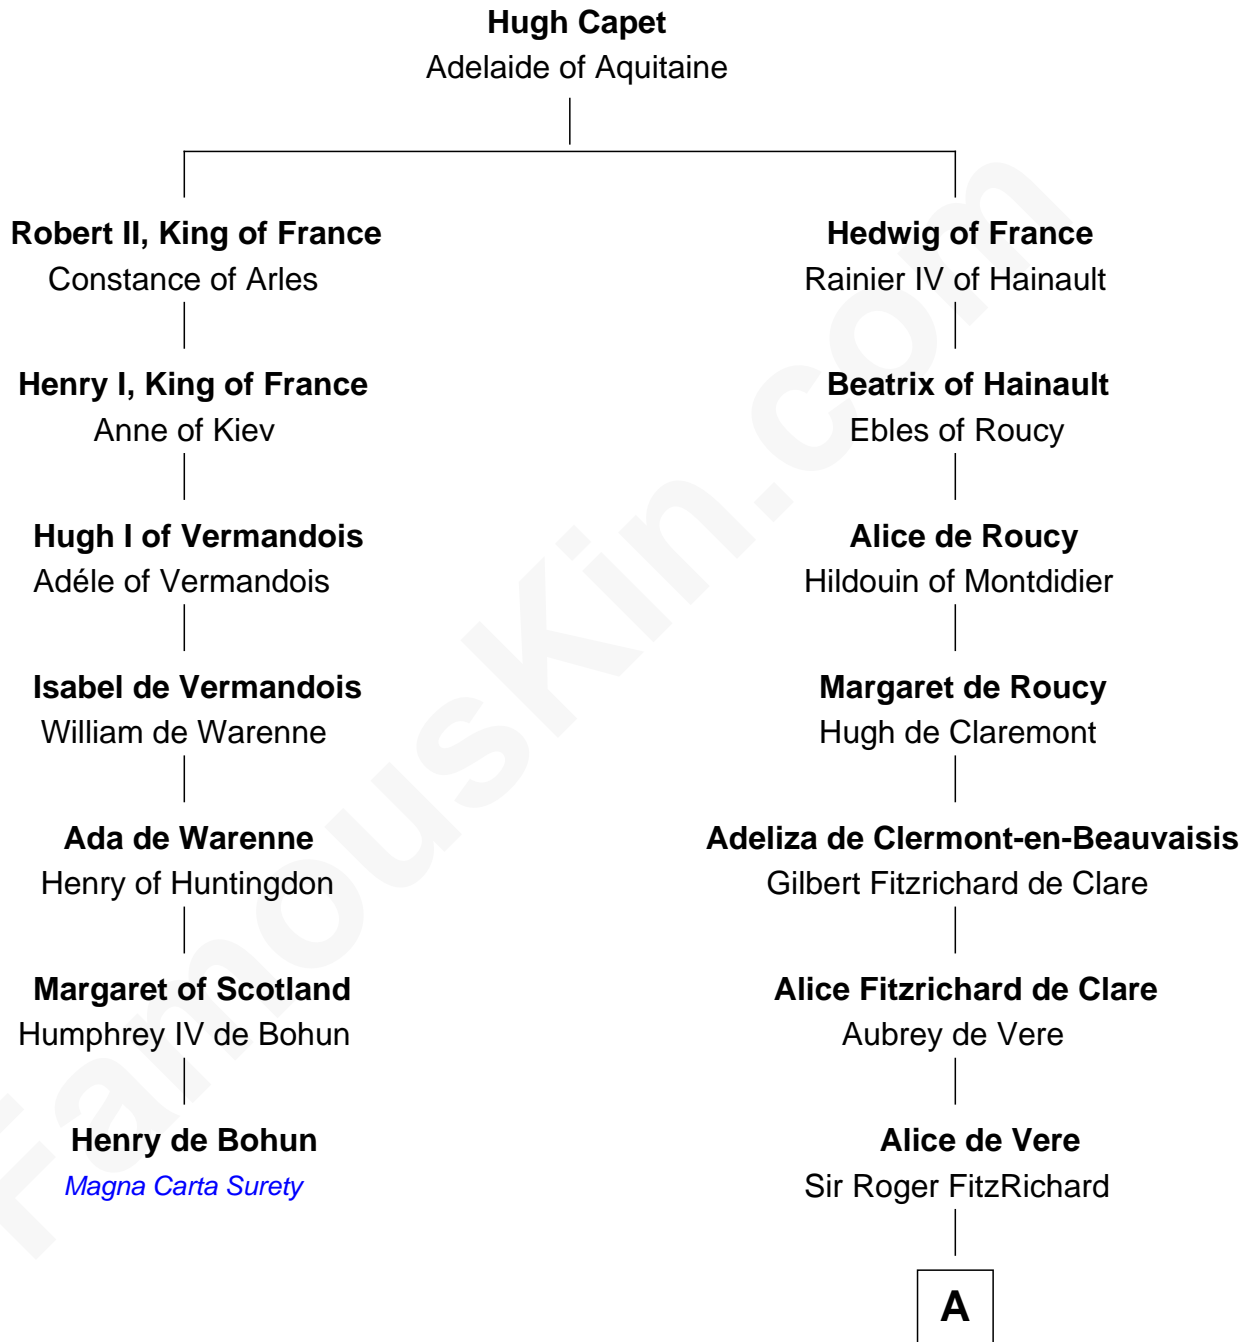 Hugh Capet
Adelaide of Aquitaine
Robert II, King of France
Constance of Arles
Henry I, King of France
Anne of Kiev
Hugh I of Vermandois
Adéle of Vermandois
Isabel de Vermandois
William de Warenne
Ada de Warenne
Henry of Huntingdon
Margaret of Scotland
Humphrey IV de Bohun
Henry de Bohun
Magna Carta Surety
Hedwig of France
Rainier IV of Hainault
Beatrix of Hainault
Ebles of Roucy
Alice de Roucy
Hildouin of Montdidier
Margaret de Roucy
Hugh de Claremont
Adeliza de Clermont-en-Beauvaisis
Gilbert Fitzrichard de Clare
Alice Fitzrichard de Clare
Aubrey de Vere
Alice de Vere
Sir Roger FitzRichard
A
FamousKin.com